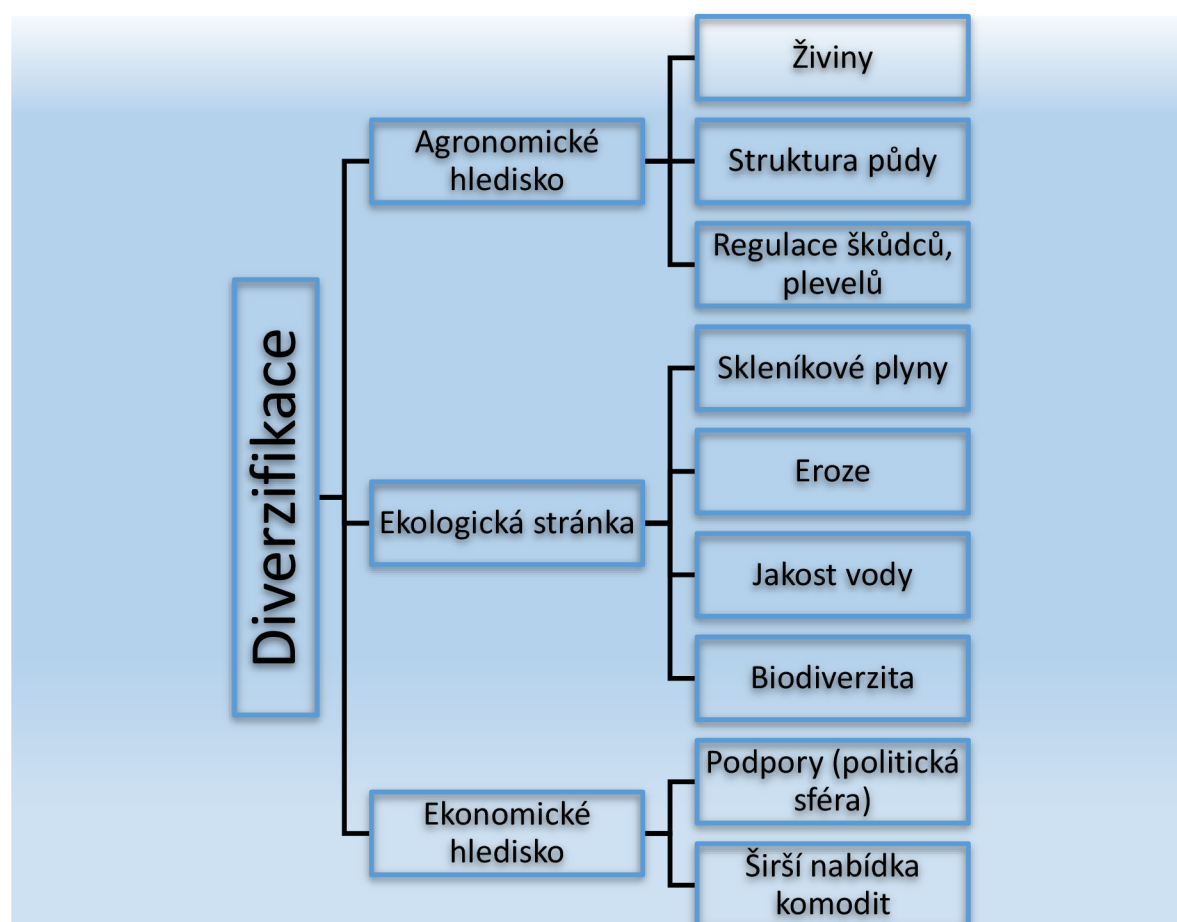 Diverzifikace
Agronomické
hledisko
Živiny
Struktura půdy
Regulace škůdců,
plevelů
Ekologická stránka
Skleníkové plyny
Eroze
Jakost vody
Biodiverzita
Ekonomické
hledisko
Podpory (politická
sféra)
Širší nabídka
komodit